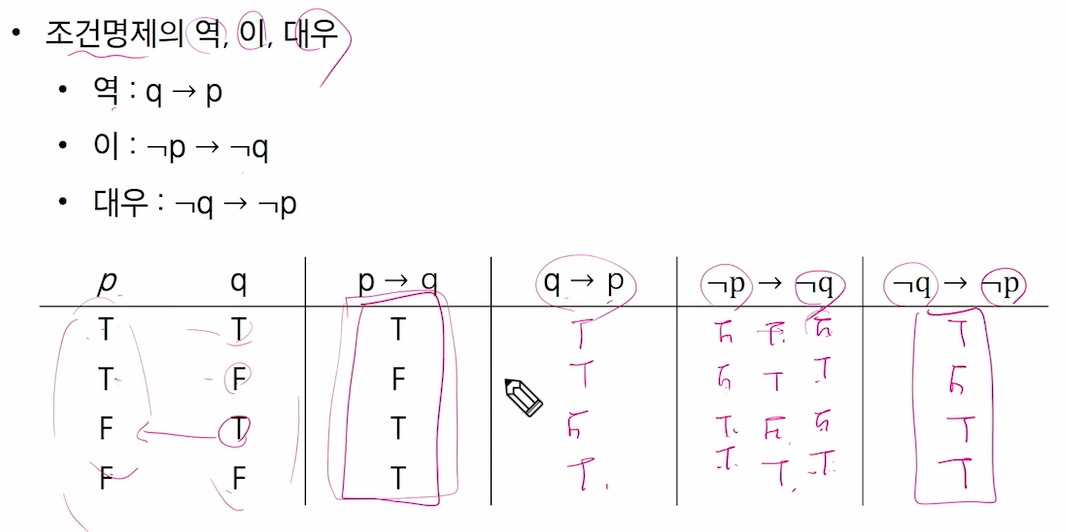 • 조건명제의 역, 이, 대우
• 역 : q → p
• 이 : ¬p → ¬q
• 대우 : ¬q → ¬p
p q p → q q → p ¬p → ¬q ¬q → ¬p
T T T T F T F T
T F F T F T T F
F T T F T F F T
F F T T T T T T